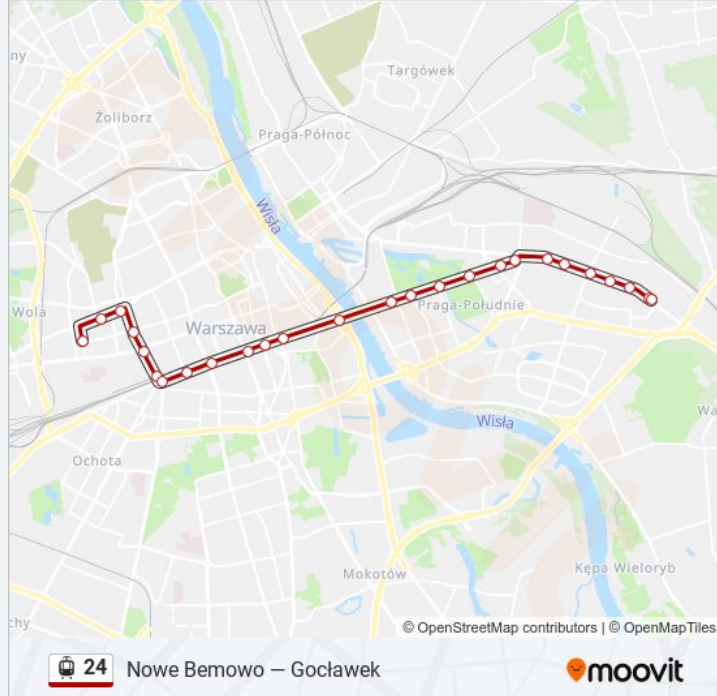 ny
Targówek
Żoliborz
Praga-Północ
Wisła
Wola
Praga-Południe
Warszawa
Wisła
Wa
Ochota
Mokotów
Kępa Wieloryb
chy
© OpenStreetMap contributors | © OpenMapTiles
24 Nowe Bemowo — Gocławek
moovit